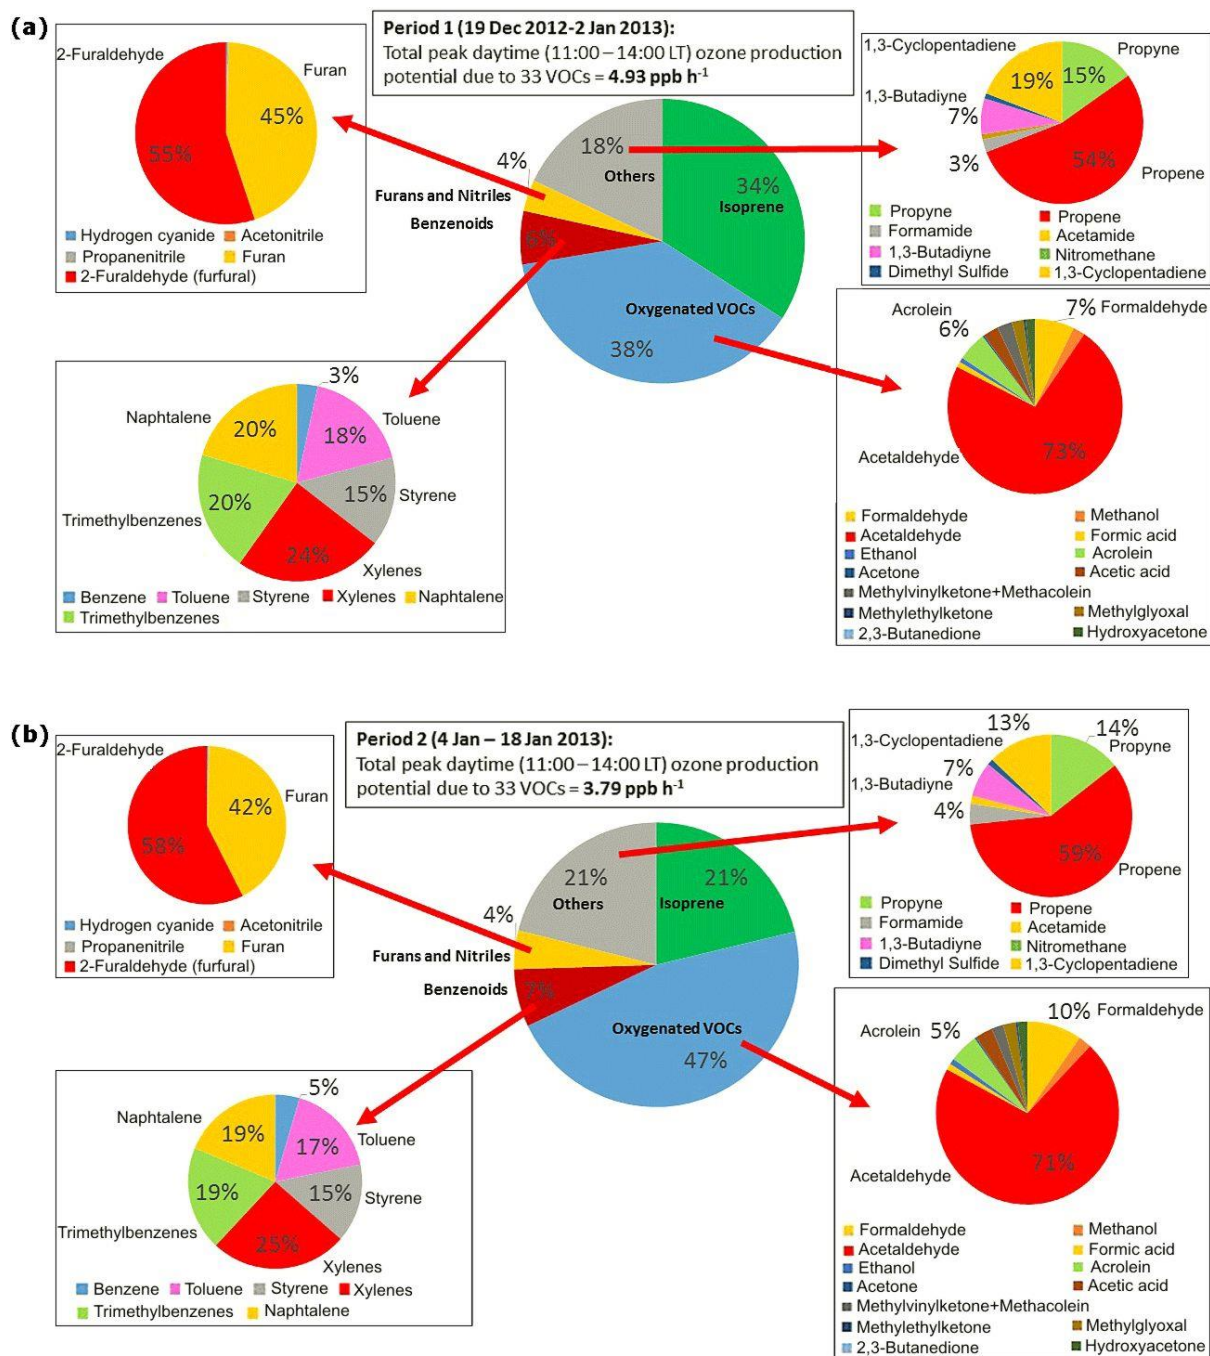 (a)
Period 1 (19 Dec 2012-2 Jan 2013):
Total peak daytime (11:00 – 14:00 LT) ozone production
potential due to 33 VOCs = 4.93 ppb h-1
2-Furaldehyde
Furan
45%
55%
Hydrogen cyanide Acetonitrile
Propanenitrile Furan
2-Furaldehyde (furfural)
18%
Others
34%
Isoprene
4%
Furans and Nitriles
Benzenoids
6%
Oxygenated VOCs
38%
1,3-Cyclopentadiene
Propyne
19%
15%
1,3-Butadiyne
7%
3%
54%
Propene
Propyne Propene
Formamide Acetamide
1,3-Butadiyne Nitromethane
Dimethyl Sulfide 1,3-Cyclopentadiene
3%
Naphtalene
Toluene
20%
18%
15%
Styrene
20%
Trimethylbenzenes
24%
Xylenes
Benzene Toluene Styrene Xylenes Naphtalene
Trimethylbenzenes
Acrolein
7%
Formaldehyde
6%
Acetaldehyde
73%
Formaldehyde Methanol
Acetaldehyde Formic acid
Ethanol Acrolein
Acetone Acetic acid
Methylvinylketone+Methacolein
Methylethylketone Methylglyoxal
2,3-Butanedione Hydroxyacetone
(b)
Period 2 (4 Jan – 18 Jan 2013):
Total peak daytime (11:00 – 14:00 LT) ozone production
potential due to 33 VOCs = 3.79 ppb h-1
2-Furaldehyde
Furan
42%
58%
Hydrogen cyanide Acetonitrile
Propanenitrile Furan
2-Furaldehyde (furfural)
21%
Others
21%
Isoprene
4%
Furans and Nitriles
Benzenoids
7%
Oxygenated VOCs
47%
13%
14%
1,3-Cyclopentadiene
Propyne
7%
1,3-Butadiyne
4%
59%
Propene
Propyne Propene
Formamide Acetamide
1,3-Butadiyne Nitromethane
Dimethyl Sulfide 1,3-Cyclopentadiene
5%
Naphtalene
Toluene
19%
17%
15%
Styrene
19%
Trimethylbenzenes
25%
Xylenes
Benzene Toluene Styrene Xylenes
Trimethylbenzenes Naphtalene
10%
Formaldehyde
Acrolein
5%
Acetaldehyde
71%
Formaldehyde Methanol
Acetaldehyde Formic acid
Ethanol Acrolein
Acetone Acetic acid
Methylvinylketone+Methacolein
Methylethylketone Methylglyoxal
2,3-Butanedione Hydroxyacetone